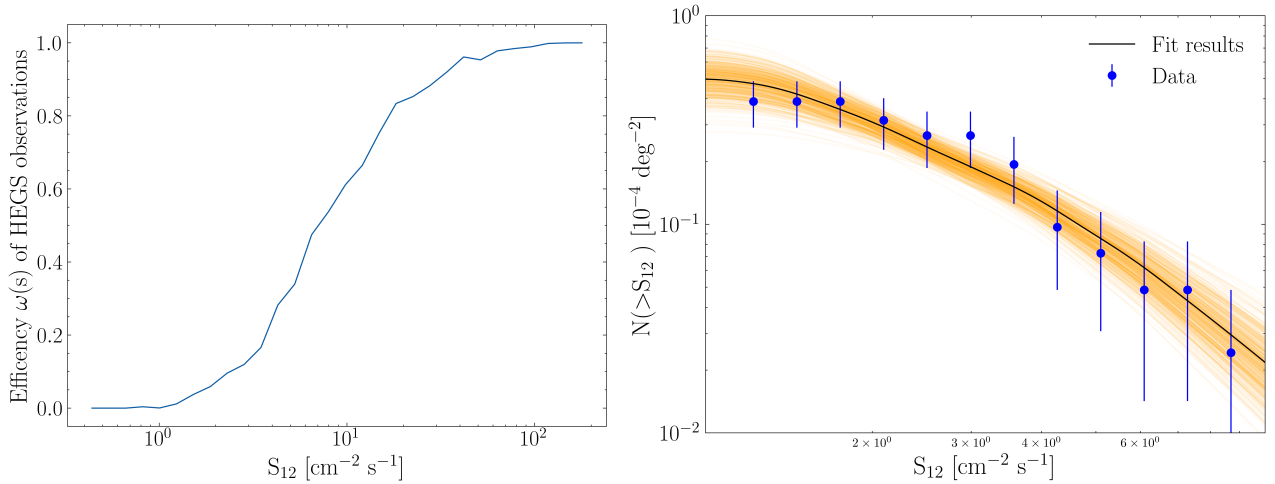 Efficency ω(s) of HEGS observations
1.0
0.8
0.6
0.4
0.2
0.0
10⁰
10¹
10²
S₁₂ [cm⁻² s⁻¹]
N(>S₁₂ ) [10⁻⁴ deg⁻²]
10⁰
10⁻¹
10⁻²
Fit results
Data
2 × 10⁰
3 × 10⁰
4 × 10⁰
6 × 10⁰
S₁₂ [cm⁻² s⁻¹]